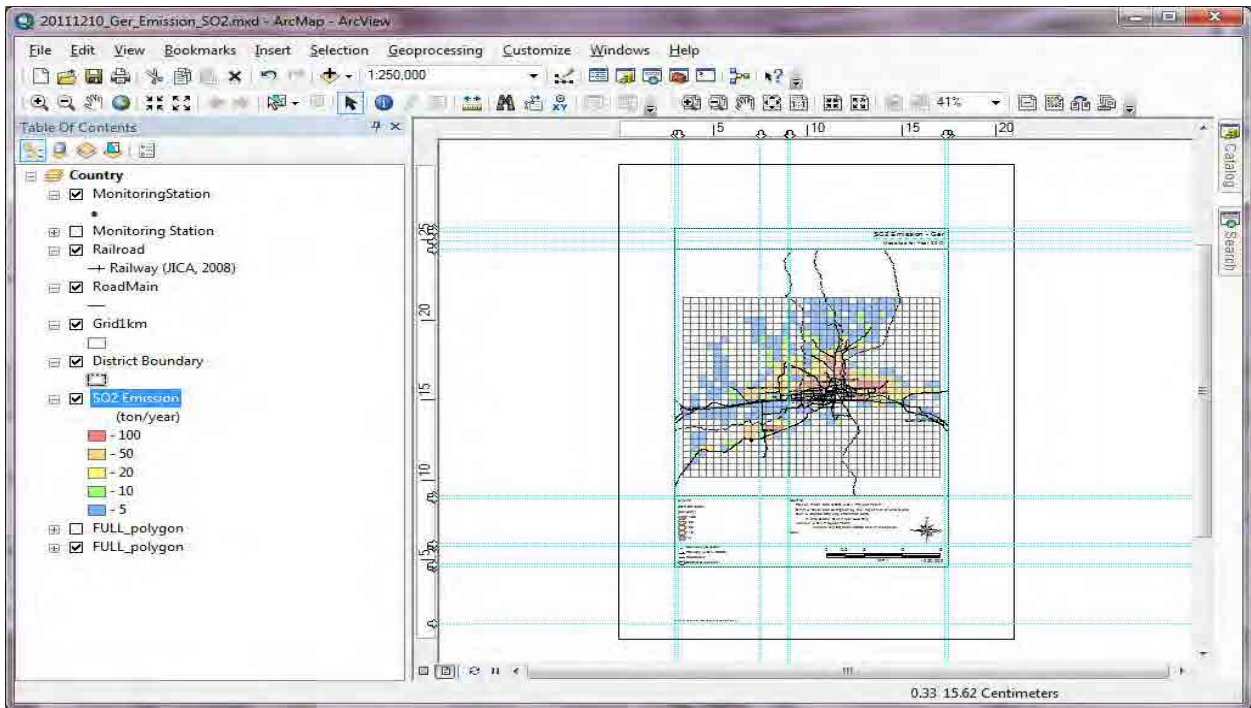 20111210_Ger_Emission_SO2.mxd - ArcMap - ArcView
File Edit View Bookmarks Insert Selection Geoprocessing Customize Windows Help
1:250,000
41%
Table Of Contents
Country
MonitoringStation
Monitoring Station
Railroad
Railway (JICA, 2008)
RoadMain
Grid1km
District Boundary
SO2 Emission
(ton/year)
- 100
- 50
- 20
- 10
- 5
FULL_polygon
FULL_polygon
5 10 15 20
25
20
15
10
5
SO2 Emission - Ger
Catalog
Search
0.33 15.62 Centimeters